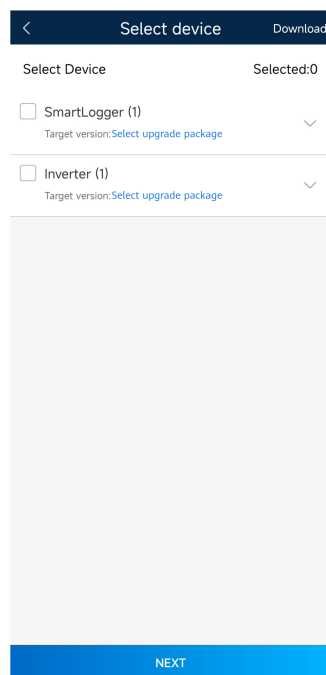 Select device Download
Select Device Selected:0
SmartLogger (1)
Target version:Select upgrade package
Inverter (1)
Target version:Select upgrade package
NEXT